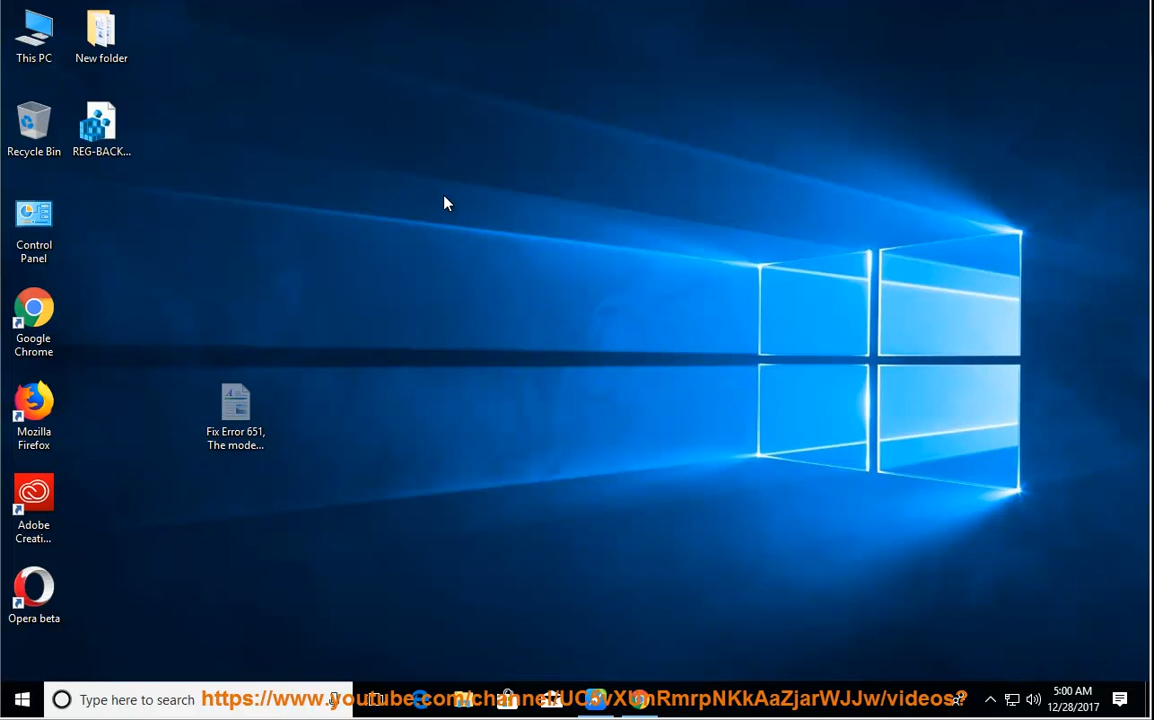 This PC
New folder
Recycle Bin
REG-BACK...
Control
Panel
Google
Chrome
Mozilla
Firefox
Fix Error 651,
The mode...
Adobe
Creati...
Opera beta
Type here to search
5:00 AM
12/28/2017